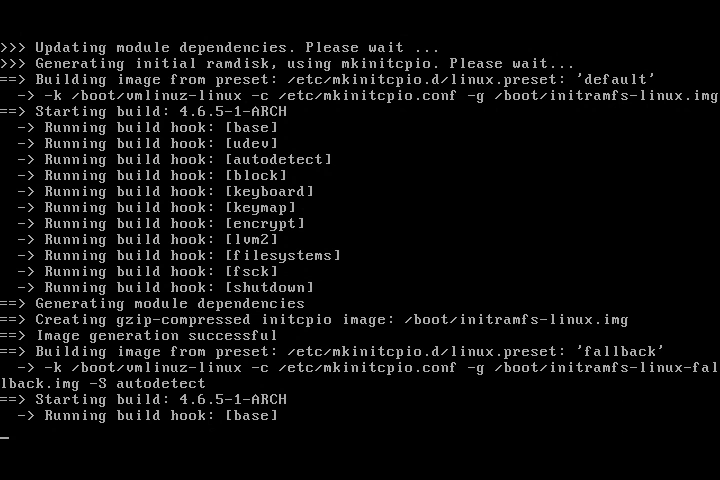 >>> Updating module dependencies. Please wait ...
>>> Generating initial ramdisk, using mkinitcpio. Please wait...
==> Building image from preset: /etc/mkinitcpio.d/linux.preset: 'default'
  -> -k /boot/vmlinuz-linux -c /etc/mkinitcpio.conf -g /boot/initramfs-linux.img
==> Starting build: 4.6.5-1-ARCH
  -> Running build hook: [base]
  -> Running build hook: [udev]
  -> Running build hook: [autodetect]
  -> Running build hook: [block]
  -> Running build hook: [keyboard]
  -> Running build hook: [keymap]
  -> Running build hook: [encrypt]
  -> Running build hook: [lvm2]
  -> Running build hook: [filesystems]
  -> Running build hook: [fsck]
  -> Running build hook: [shutdown]
==> Generating module dependencies
==> Creating gzip-compressed initcpio image: /boot/initramfs-linux.img
==> Image generation successful
==> Building image from preset: /etc/mkinitcpio.d/linux.preset: 'fallback'
  -> -k /boot/vmlinuz-linux -c /etc/mkinitcpio.conf -g /boot/initramfs-linux-fal
lback.img -S autodetect
==> Starting build: 4.6.5-1-ARCH
  -> Running build hook: [base]